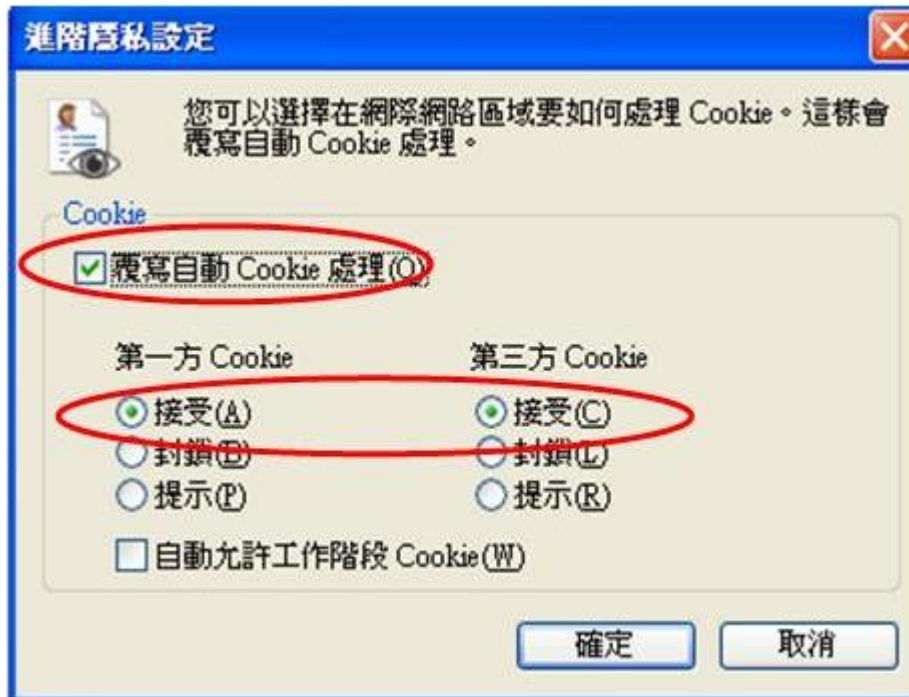 進階隱私設定
您可以選擇在網際網路區域要如何處理 Cookie。這樣會
覆寫自動 Cookie 處理。
Cookie
覆寫自動 Cookie 處理(O)
第一方 Cookie 第三方 Cookie
接受(A) 接受(C)
封鎖(B) 封鎖(L)
提示(P) 提示(R)
自動允許工作階段 Cookie(W)
確定 取消